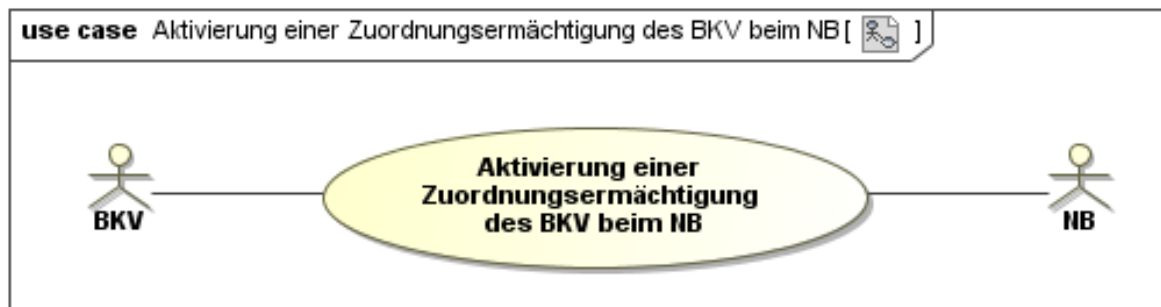 use case Aktivierung einer Zuordnungsermächtigung des BKV beim NB [ ]
Aktivierung einer
Zuordnungsermächtigung
des BKV beim NB
BKV
NB